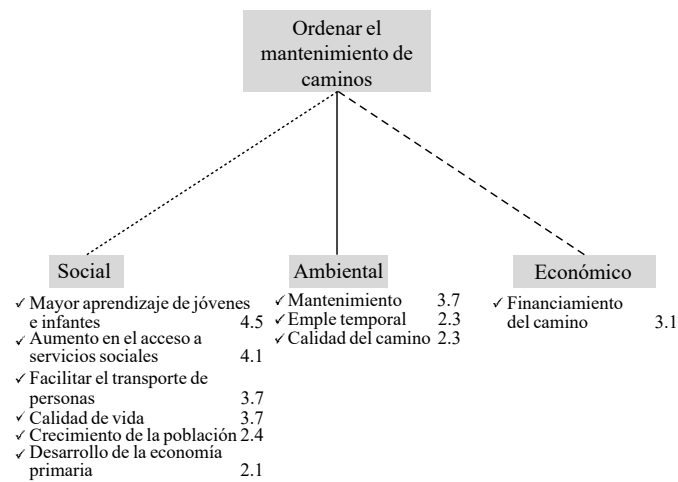 Ordenar el
mantenimiento de
caminos
Social
✓ Mayor aprendizaje de jóvenes
e infantes 4.5
✓ Aumento en el acceso a
servicios sociales 4.1
✓ Facilitar el transporte de
personas 3.7
✓ Calidad de vida 3.7
✓ Crecimiento de la población 2.4
✓ Desarrollo de la economía
primaria 2.1
Ambiental
✓ Mantenimiento 3.7
✓ Emple temporal 2.3
✓ Calidad del camino 2.3
Económico
✓ Financiamiento
del camino 3.1